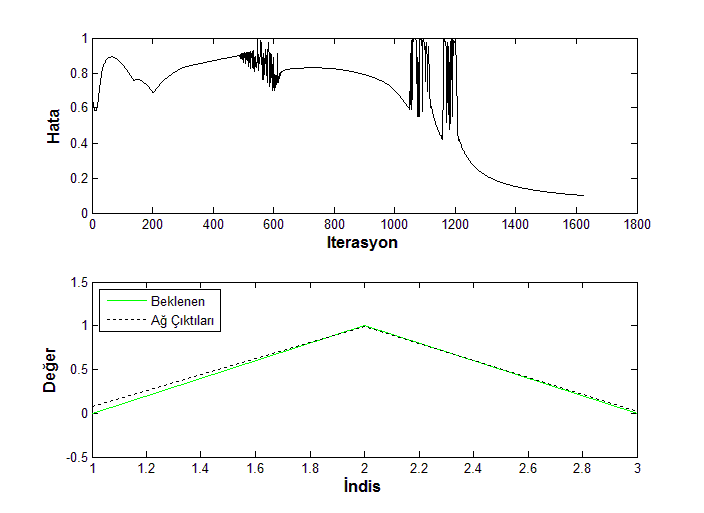 1
0.8
0.6
0.4
0.2
0
Hata
0 200 400 600 800 1000 1200 1400 1600 1800
Iterasyon
1.5
1
0.5
0
-0.5
Değer
Beklenen
Ağ Çıktıları
1 1.2 1.4 1.6 1.8 2 2.2 2.4 2.6 2.8 3
İndis